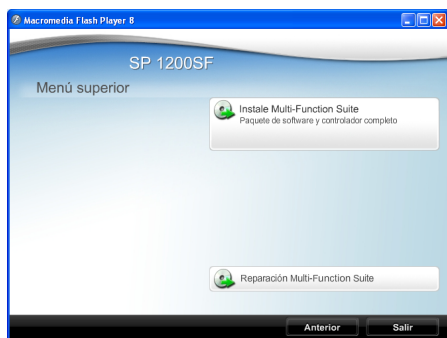 Macromedia Flash Player 8
SP 1200SF
Menú superior
Instale Multi-Function Suite
Paquete de software y controlador completo
Reparación Multi-Function Suite
Anterior
Salir